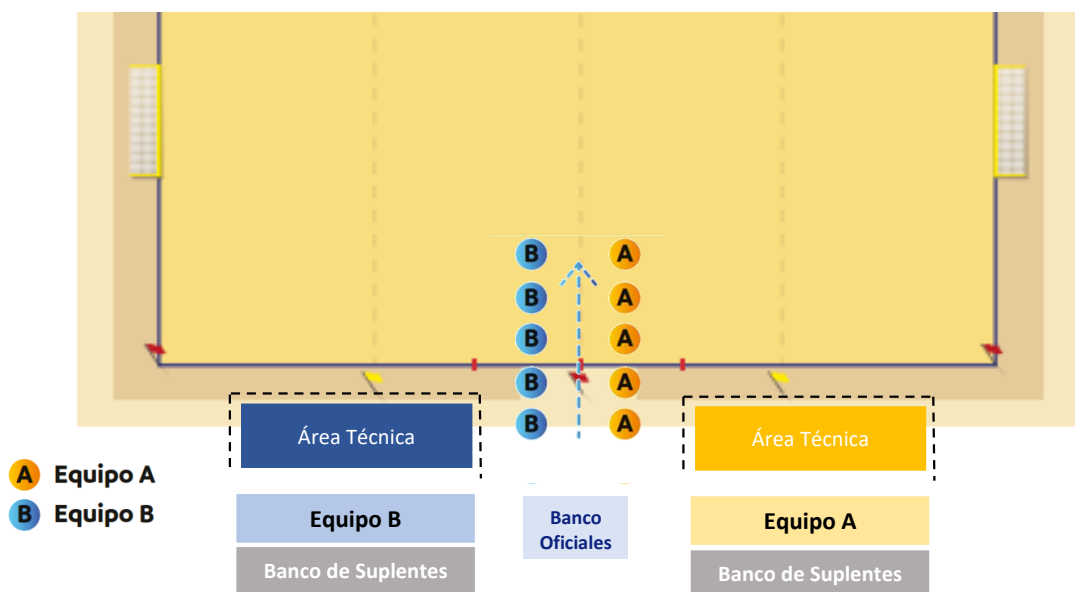 B A
B A
B A
B A
B A
Área Técnica
Área Técnica
A Equipo A
B Equipo B
Equipo B
Banco de Suplentes
Banco
Oficiales
Equipo A
Banco de Suplentes